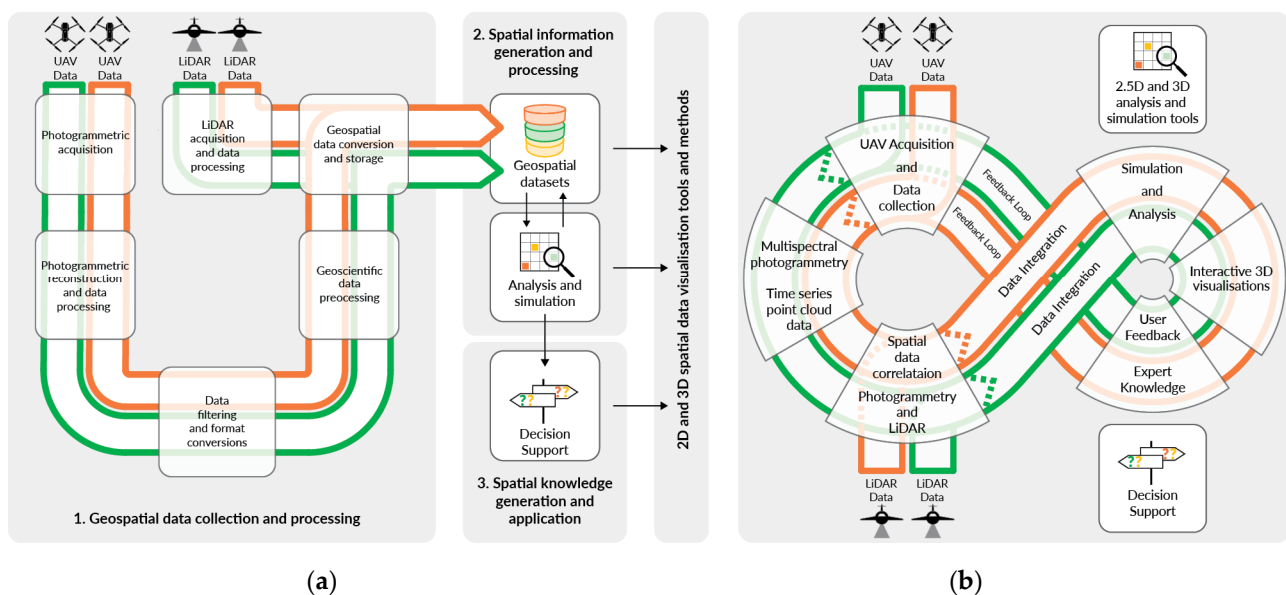 UAV
Data
UAV
Data
LiDAR
Data
LiDAR
Data
Photogrammetric
acquisition
LiDAR
acquisition
and data
processing
Geospatial
data conversion
and storage
Photogrammetric
reconstruction
and data
processing
Geoscientific
data
preocessing
Data
filtering
and format
conversions
1. Geospatial data collection and processing
2. Spatial information
generation and
processing
Geospatial
datasets
Analysis and
simulation
??
??
Decision
Support
3. Spatial knowledge
generation and
application
2D and 3D spatial data visualisation tools and methods
(a)
UAV
Data
UAV
Data
UAV Acquisition
and
Data
collection
Feedback Loop
Feedback Loop
Multispectral
photogrammetry
Time series
point cloud
data
Data Integration
Data Integration
Spatial
data
correlataion
Photogrammetry
and
LiDAR
LiDAR
Data
LiDAR
Data
2.5D and 3D
analysis and
simulation tools
Simulation
and
Analysis
Interactive 3D
visualisations
User
Feedback
Expert
Knowledge
??
??
Decision
Support
(b)